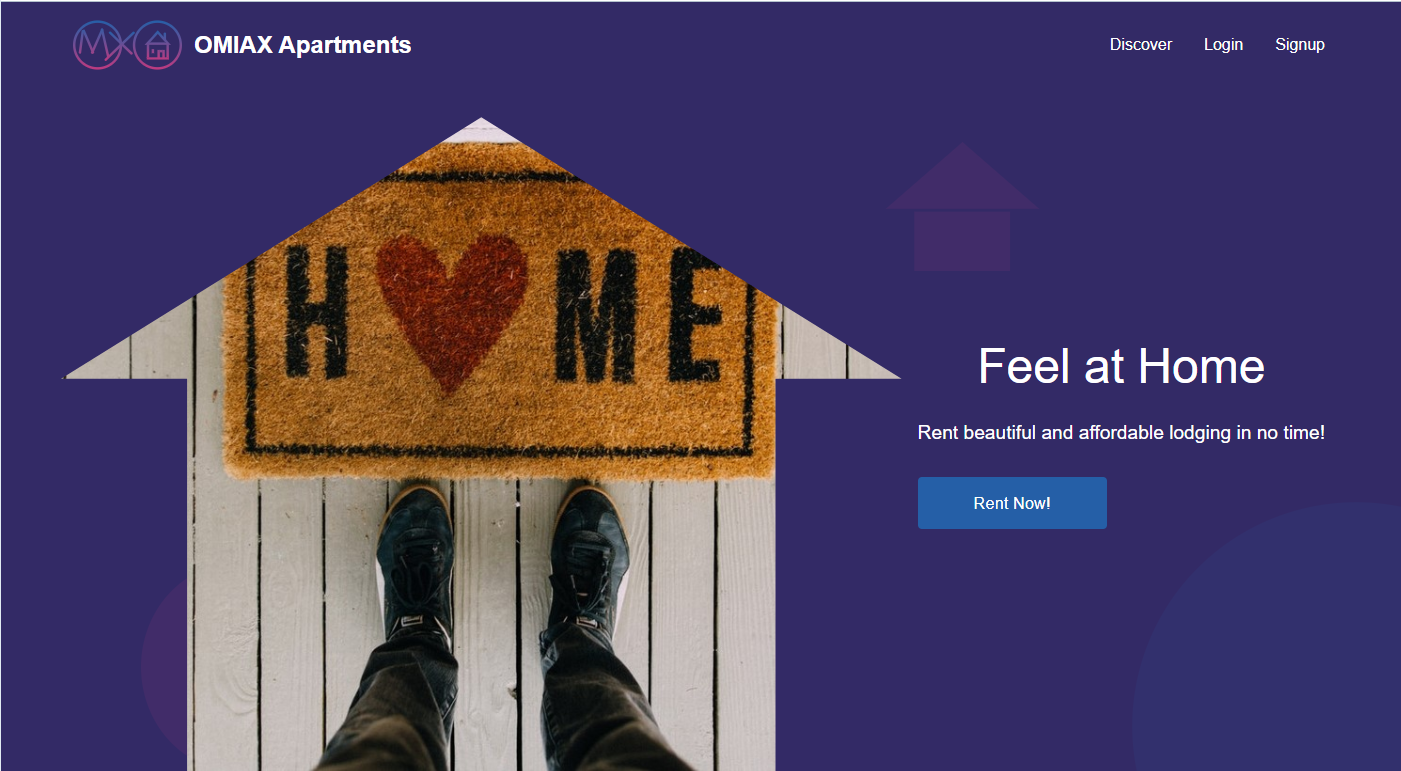 MX
OMIAX Apartments
Discover Login Signup
H ME
Feel at Home
Rent beautiful and affordable lodging in no time!
Rent Now!